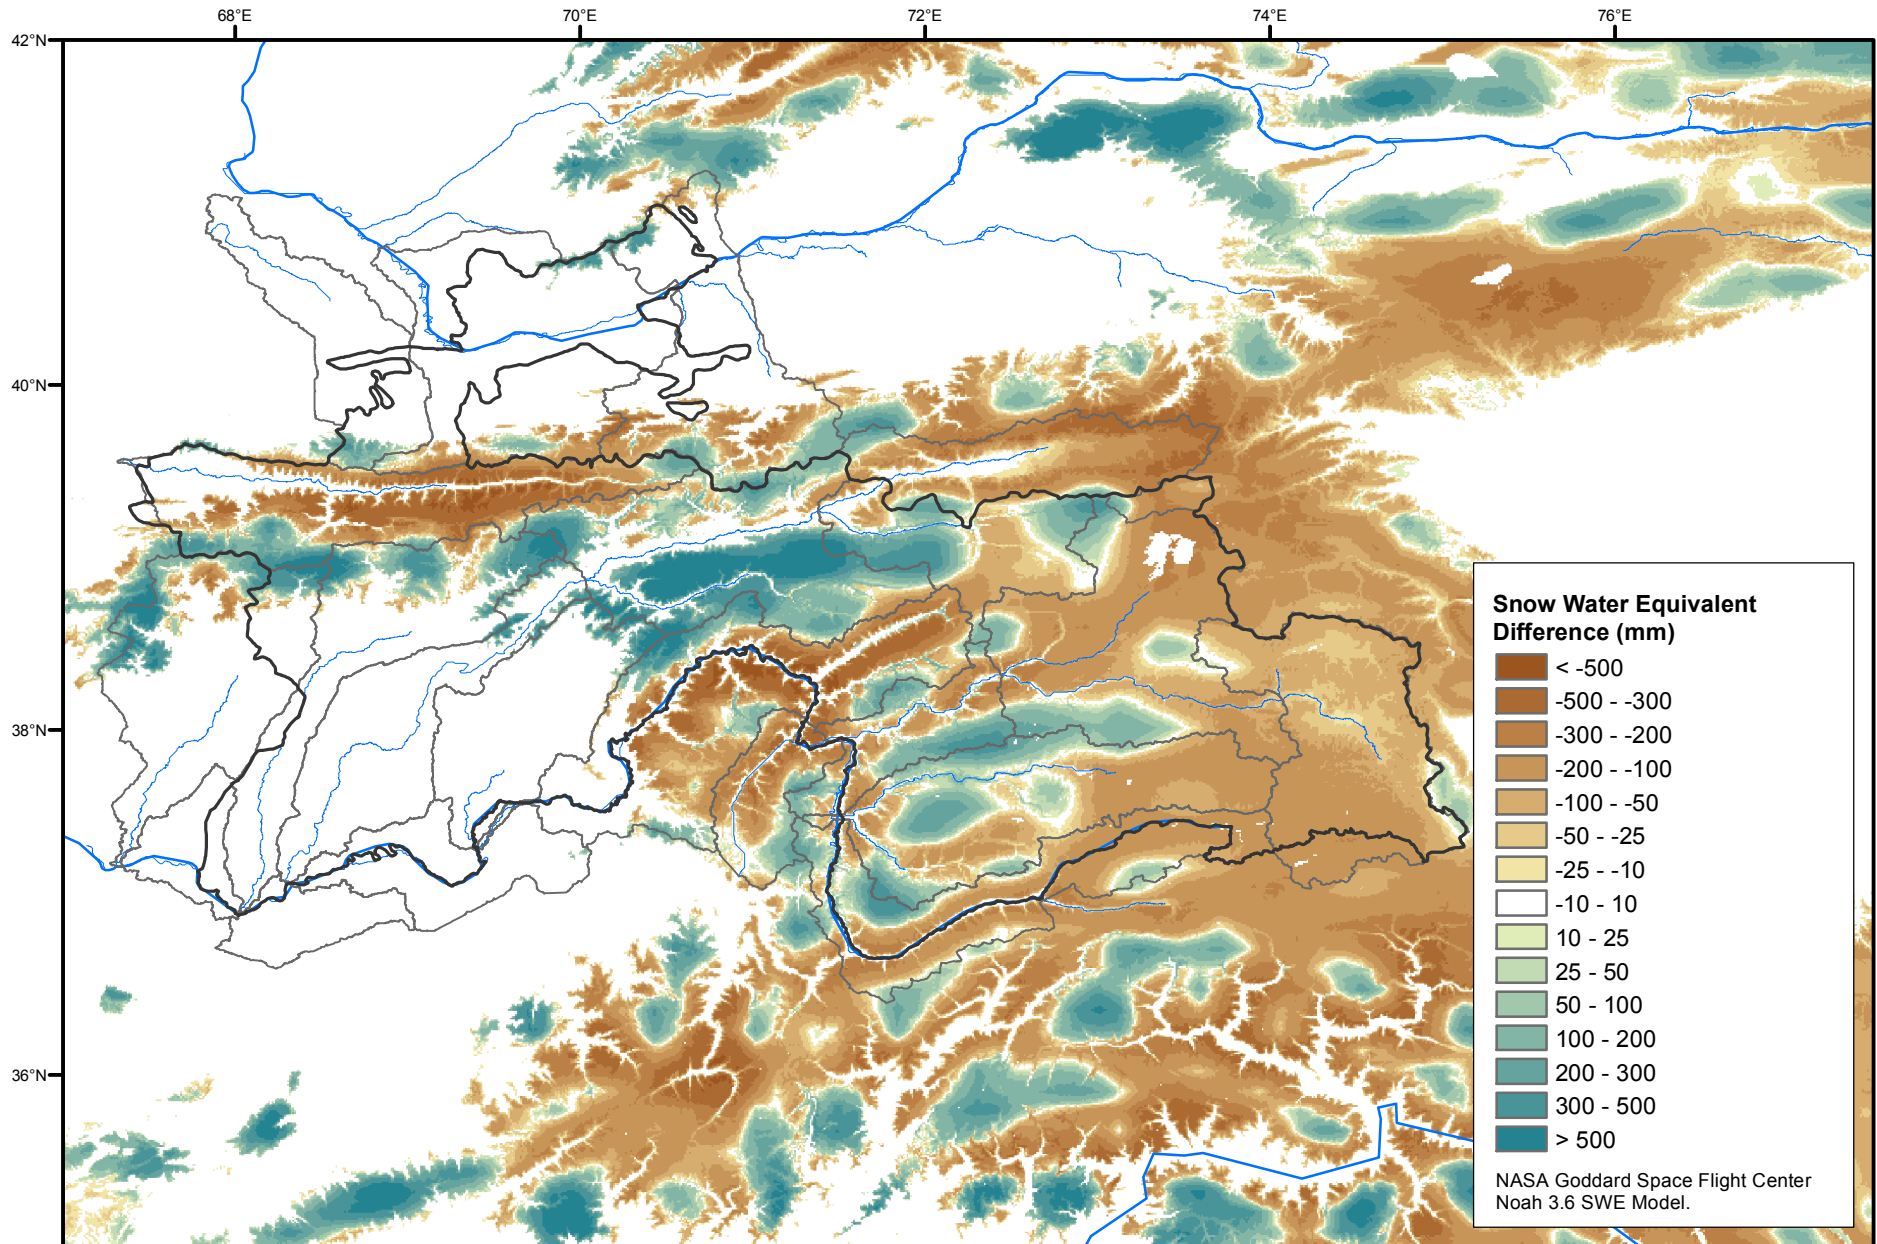 68°E
70°E
72°E
74°E
76°E
42°N
40°N
38°N
36°N
Snow Water Equivalent
Difference (mm)
< -500
-500 - -300
-300 - -200
-200 - -100
-100 - -50
-50 - -25
-25 - -10
-10 - 10
10 - 25
25 - 50
50 - 100
100 - 200
200 - 300
300 - 500
> 500
NASA Goddard Space Flight Center
Noah 3.6 SWE Model.